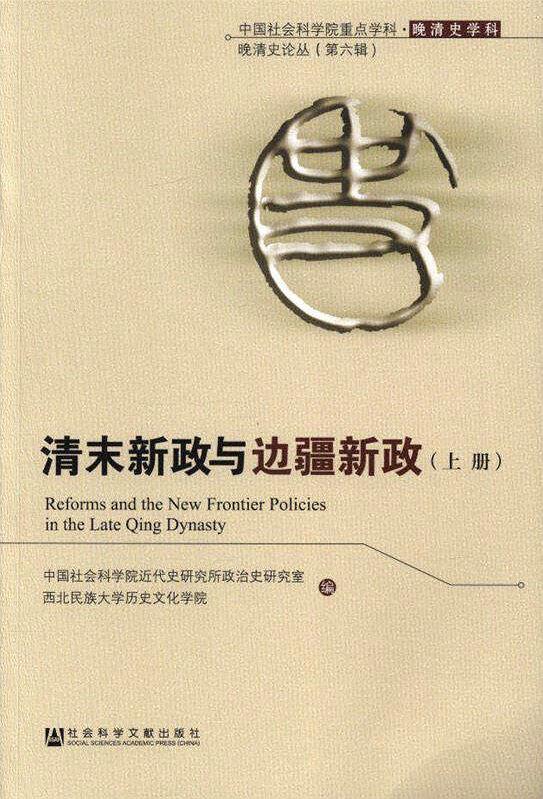 中国社会科学院重点学科·晚清史学科
晚清史论丛（第六辑）
清末新政与边疆新政（上册）
Reforms and the New Frontier Policies
in the Late Qing Dynasty
中国社会科学院近代史研究所政治史研究室
西北民族大学历史文化学院
编
社会科学文献出版社
SOCIAL SCIENCES ACADEMIC PRESS (CHINA)